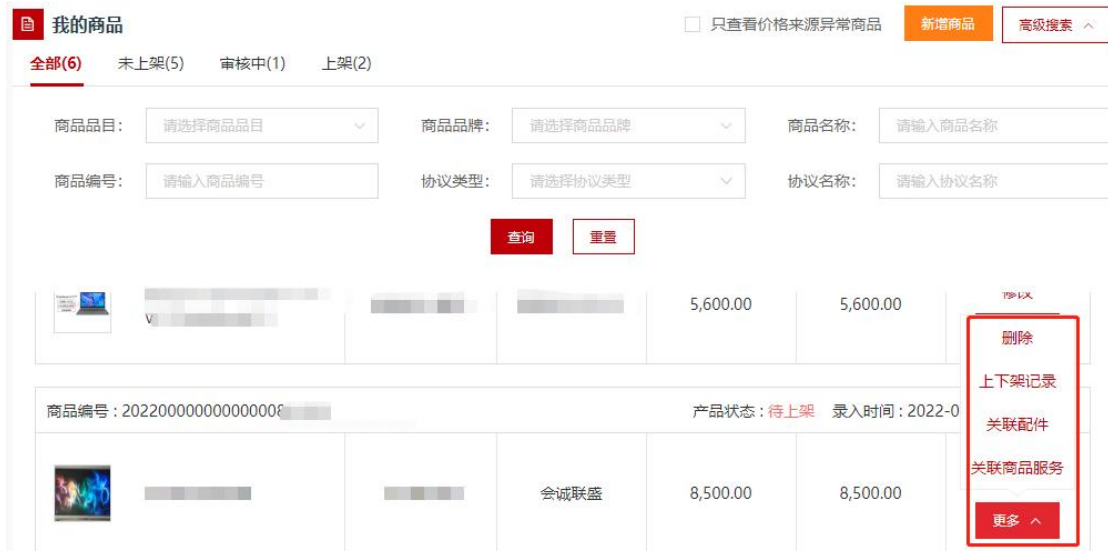 我的商品
只查看价格来源异常商品
新增商品
高级搜索
全部(6) 未上架(5) 审核中(1) 上架(2)
商品品目: 请选择商品品目 商品品牌: 请选择商品品牌 商品名称: 请输入商品名称
商品编号: 请输入商品编号 协议类型: 请选择协议类型 协议名称: 请输入协议名称
查询 重置
5,600.00 5,600.00 修改
删除
上下架记录
商品编号 : 2022000000000000008 产品状态 : 待上架 录入时间 : 2022-0
关联配件
关联商品服务
会诚联盛 8,500.00 8,500.00
更多